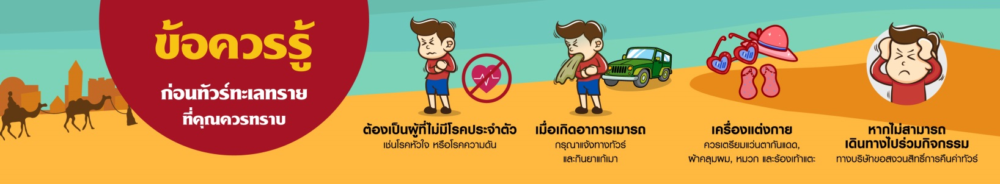 ข้อควรรู้
ก่อนทัวร์ทะเลทราย
ที่คุณควรทราบ
ต้องเป็นผู้ที่ไม่มีโรคประจำตัว
เช่นโรคหัวใจ หรือโรคความดัน
เมื่อเกิดอาการเมารถ
กรุณาแจ้งทางทัวร์
และกินยาแก้เมา
เครื่องแต่งกาย
ควรเตรียมแว่นตากันแดด,
ผ้าคลุมผม, หมวก และร้องเท้าแตะ
หากไม่สามารถ
เดินทางไปร่วมกิจกรรม
ทางบริษัทขอสงวนสิทธิ์การคืนค่าทัวร์